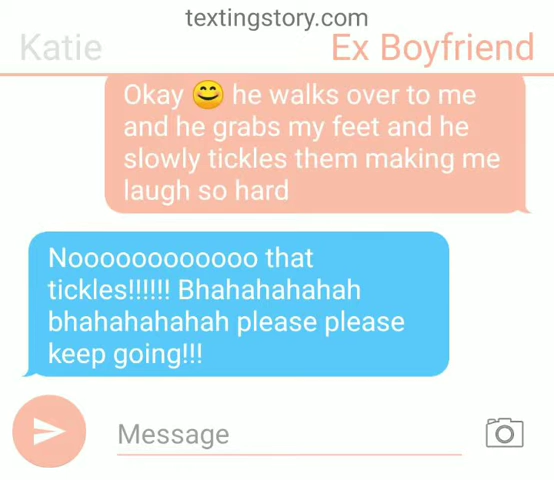 textingstory.com
Katie
Ex Boyfriend
Okay 😊 he walks over to me
and he grabs my feet and he
slowly tickles them making me
laugh so hard
Noooooooooooo that
tickles!!!!!! Bhahahahahah
bhahahahahah please please
keep going!!!
Message